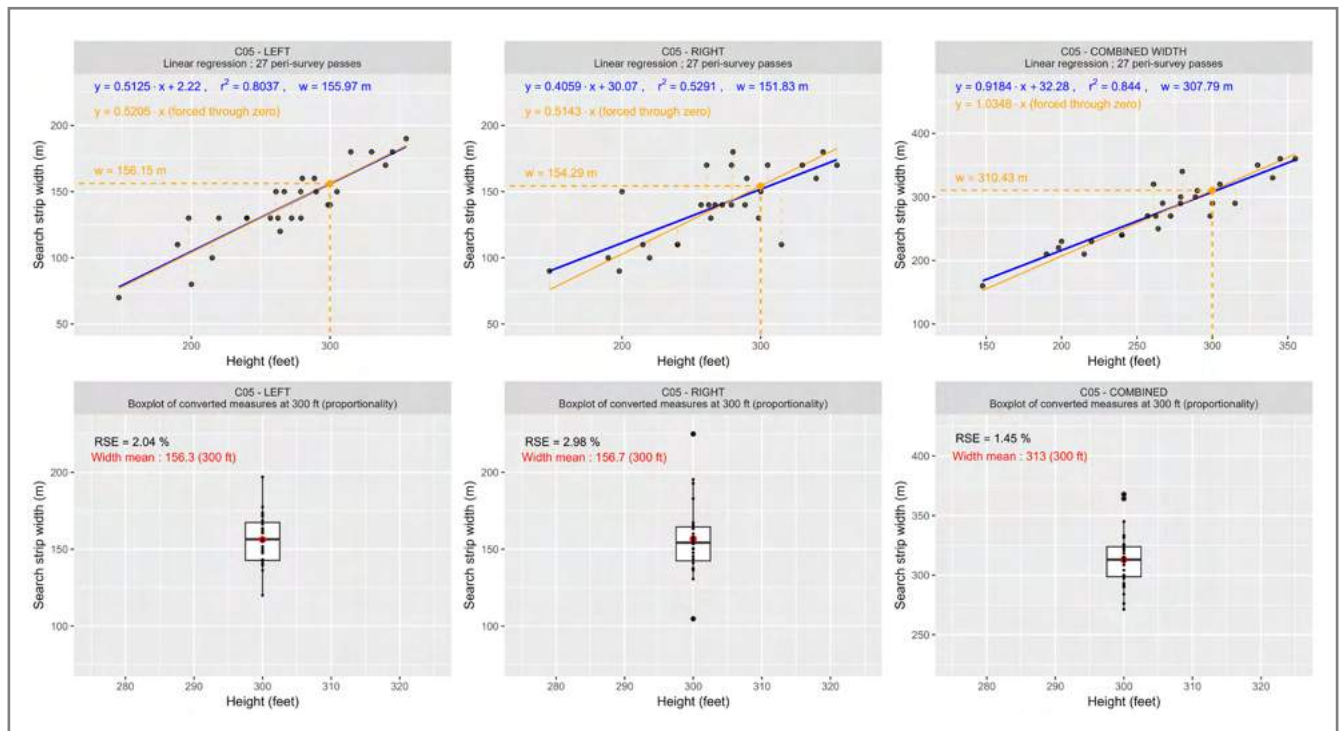 C05 - LEFT
Linear regression ; 27 peri-survey passes
y = 0.5125 · x + 2.22 , r² = 0.8037 , w = 155.97 m
y = 0.5205 · x (forced through zero)
w = 156.15 m
Search strip width (m)
200
150
100
50
200
300
Height (feet)
C05 - RIGHT
Linear regression ; 27 peri-survey passes
y = 0.4059 · x + 30.07 , r² = 0.5291 , w = 151.83 m
y = 0.5143 · x (forced through zero)
w = 154.29 m
Search strip width (m)
200
150
100
50
200
300
Height (feet)
C05 - COMBINED WIDTH
Linear regression ; 27 peri-survey passes
y = 0.9184 · x + 32.28 , r² = 0.844 , w = 307.79 m
y = 1.0348 · x (forced through zero)
w = 310.43 m
Search strip width (m)
400
300
200
100
150
200
250
300
350
Height (feet)
C05 - LEFT
Boxplot of converted measures at 300 ft (proportionality)
RSE = 2.04 %
Width mean : 156.3 (300 ft)
Search strip width (m)
200
150
100
280
290
300
310
320
Height (feet)
C05 - RIGHT
Boxplot of converted measures at 300 ft (proportionality)
RSE = 2.98 %
Width mean : 156.7 (300 ft)
Search strip width (m)
200
150
100
280
290
300
310
320
Height (feet)
C05 - COMBINED
Boxplot of converted measures at 300 ft (proportionality)
RSE = 1.45 %
Width mean : 313 (300 ft)
Search strip width (m)
400
350
300
250
280
290
300
310
320
Height (feet)